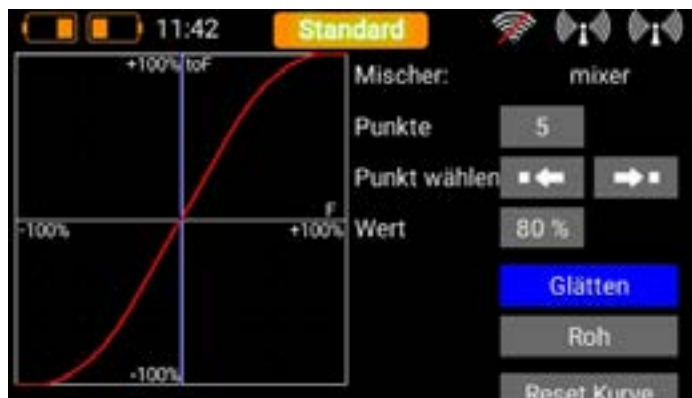 11:42 Standard
+100% toF
Mischer: mixer
Punkte 5
Punkt wählen
F
-100% +100% Wert 80 %
Glätten
Roh
-100%
Reset Kurve